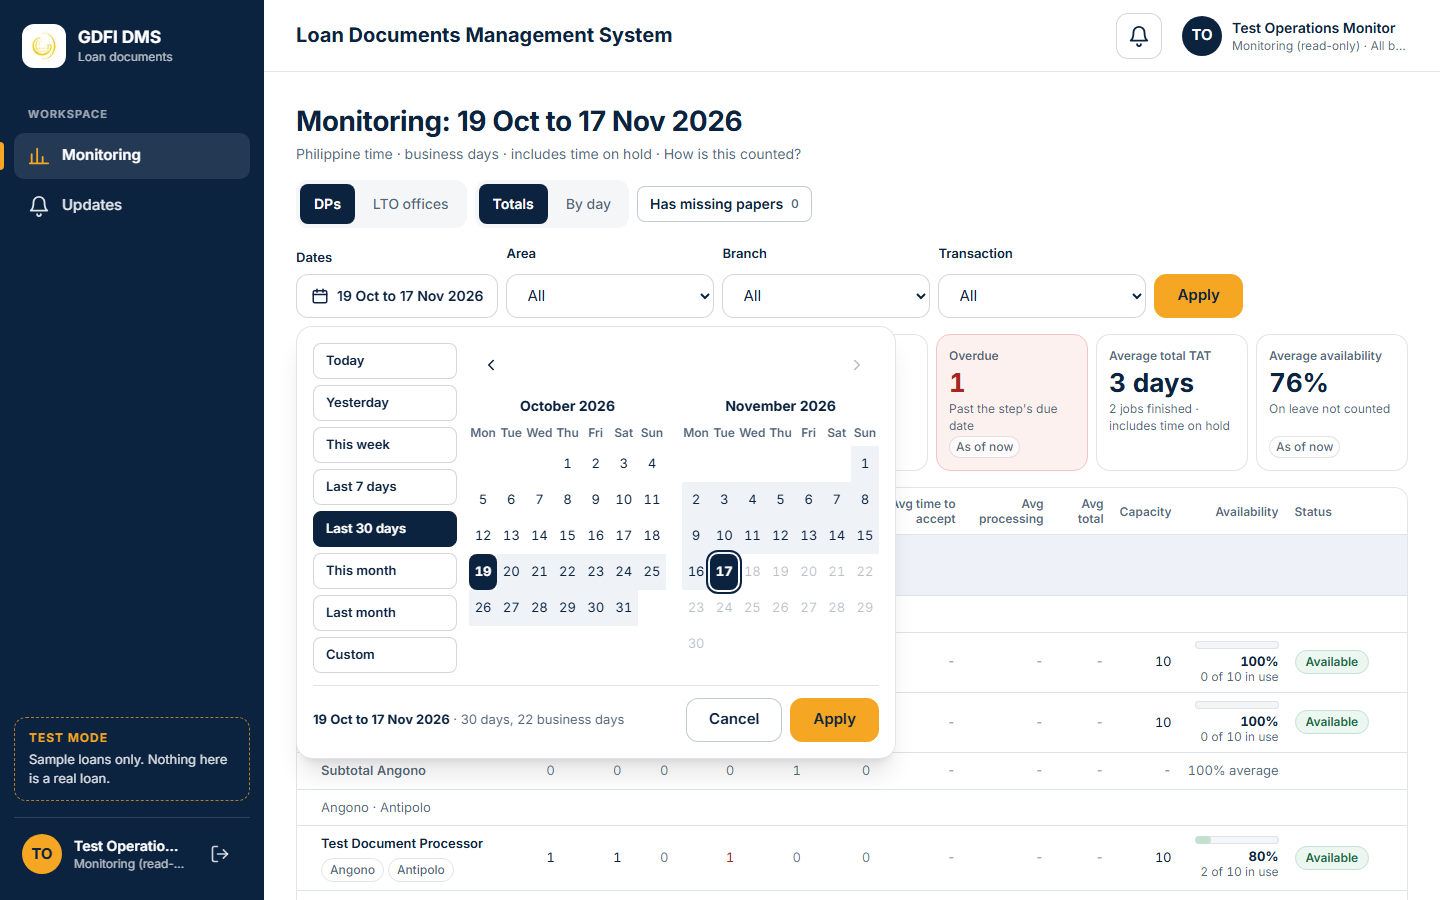 GDFI DMS
Loan documents
WORKSPACE
Monitoring
Updates
TEST MODE
Sample loans only. Nothing here
is a real loan.
TO
Test Operatio...
Monitoring (read-...
Loan Documents Management System
TO
Test Operations Monitor
Monitoring (read-only) · All b...
Monitoring: 19 Oct to 17 Nov 2026
Philippine time · business days · includes time on hold · How is this counted?
DPs LTO offices Totals By day Has missing papers 0
Dates Area Branch Transaction
19 Oct to 17 Nov 2026 All All All Apply
Today
Yesterday
This week
Last 7 days
Last 30 days
This month
Last month
Custom
October 2026
Mon Tue Wed Thu Fri Sat Sun
1 2 3 4
5 6 7 8 9 10 11
12 13 14 15 16 17 18
19 20 21 22 23 24 25
26 27 28 29 30 31
November 2026
Mon Tue Wed Thu Fri Sat Sun
1
2 3 4 5 6 7 8
9 10 11 12 13 14 15
16 17 18 19 20 21 22
23 24 25 26 27 28 29
30
19 Oct to 17 Nov 2026 · 30 days, 22 business days
Cancel Apply
Overdue
1
Past the step's due
date
As of now
Average total TAT
3 days
2 jobs finished ·
includes time on hold
Average availability
76%
On leave not counted
As of now
Avg time to
accept
Avg
processing
Avg
total
Capacity Availability Status
- - - 10 100% Available
0 of 10 in use
- - - 10 100% Available
0 of 10 in use
Subtotal Angono 0 0 0 0 1 0 - - - - 100% average
Angono · Antipolo
Test Document Processor
Angono Antipolo
1 1 0 1 0 0 - - - 10 80% Available
2 of 10 in use